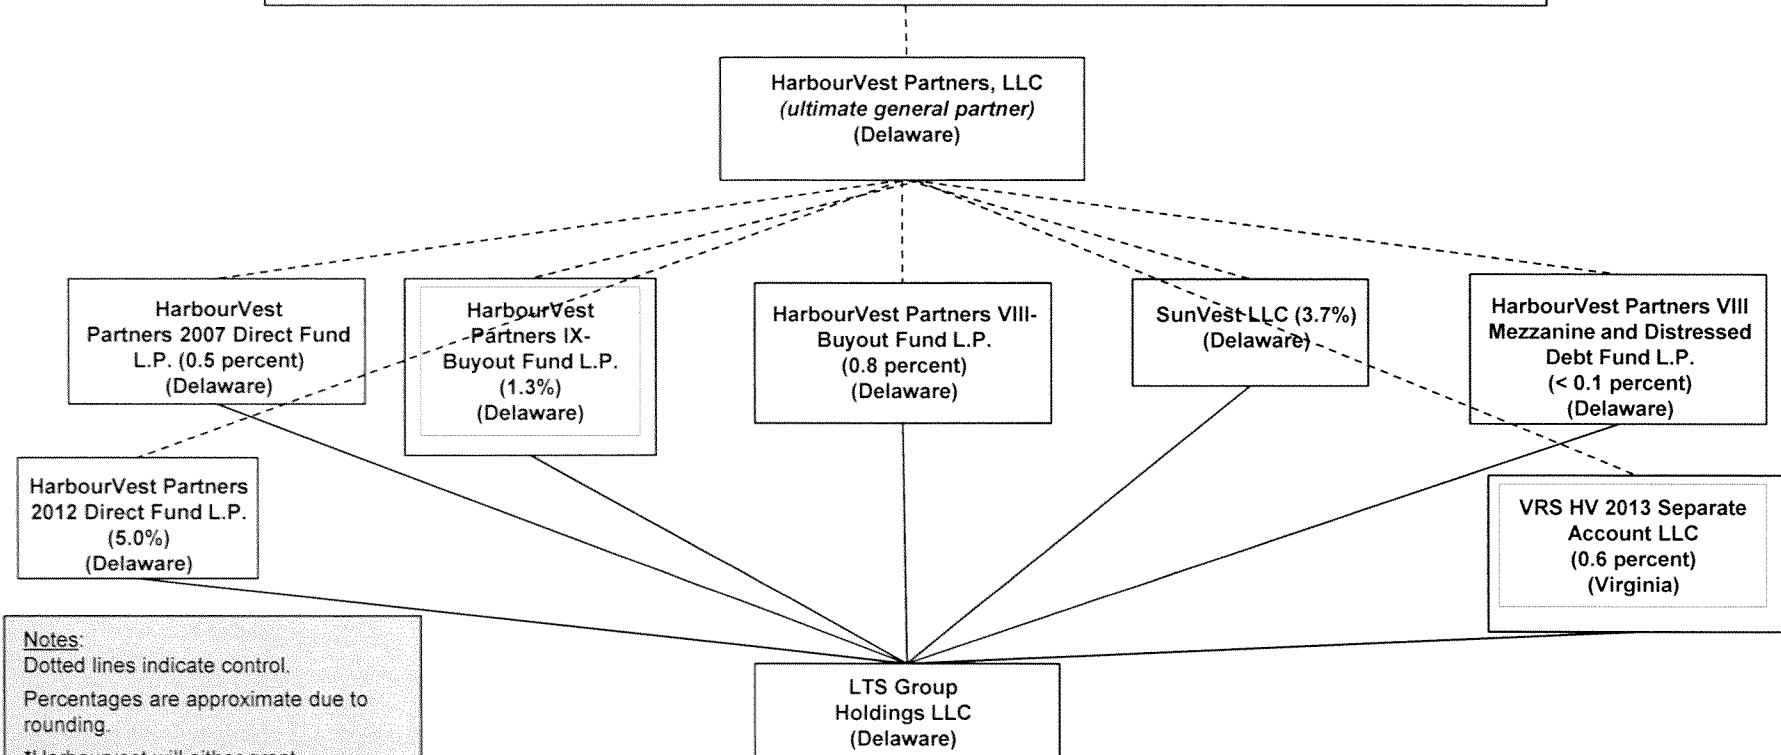 HarbourVest Partners, LLC
(ultimate general partner)
(Delaware)
HarbourVest
Partners 2007 Direct Fund
L.P. (0.5 percent)
(Delaware)
HarbourVest
Partners IX-
Buyout Fund L.P.
(1.3%)
(Delaware)
HarbourVest Partners VIII-
Buyout Fund L.P.
(0.8 percent)
(Delaware)
SunVest LLC (3.7%)
(Delaware)
HarbourVest Partners VIII
Mezzanine and Distressed
Debt Fund L.P.
(< 0.1 percent)
(Delaware)
HarbourVest Partners
2012 Direct Fund L.P.
(5.0%)
(Delaware)
VRS HV 2013 Separate
Account LLC
(0.6 percent)
(Virginia)
Notes:
Dotted lines indicate control.
Percentages are approximate due to
rounding.
LTS Group
Holdings LLC
(Delaware)